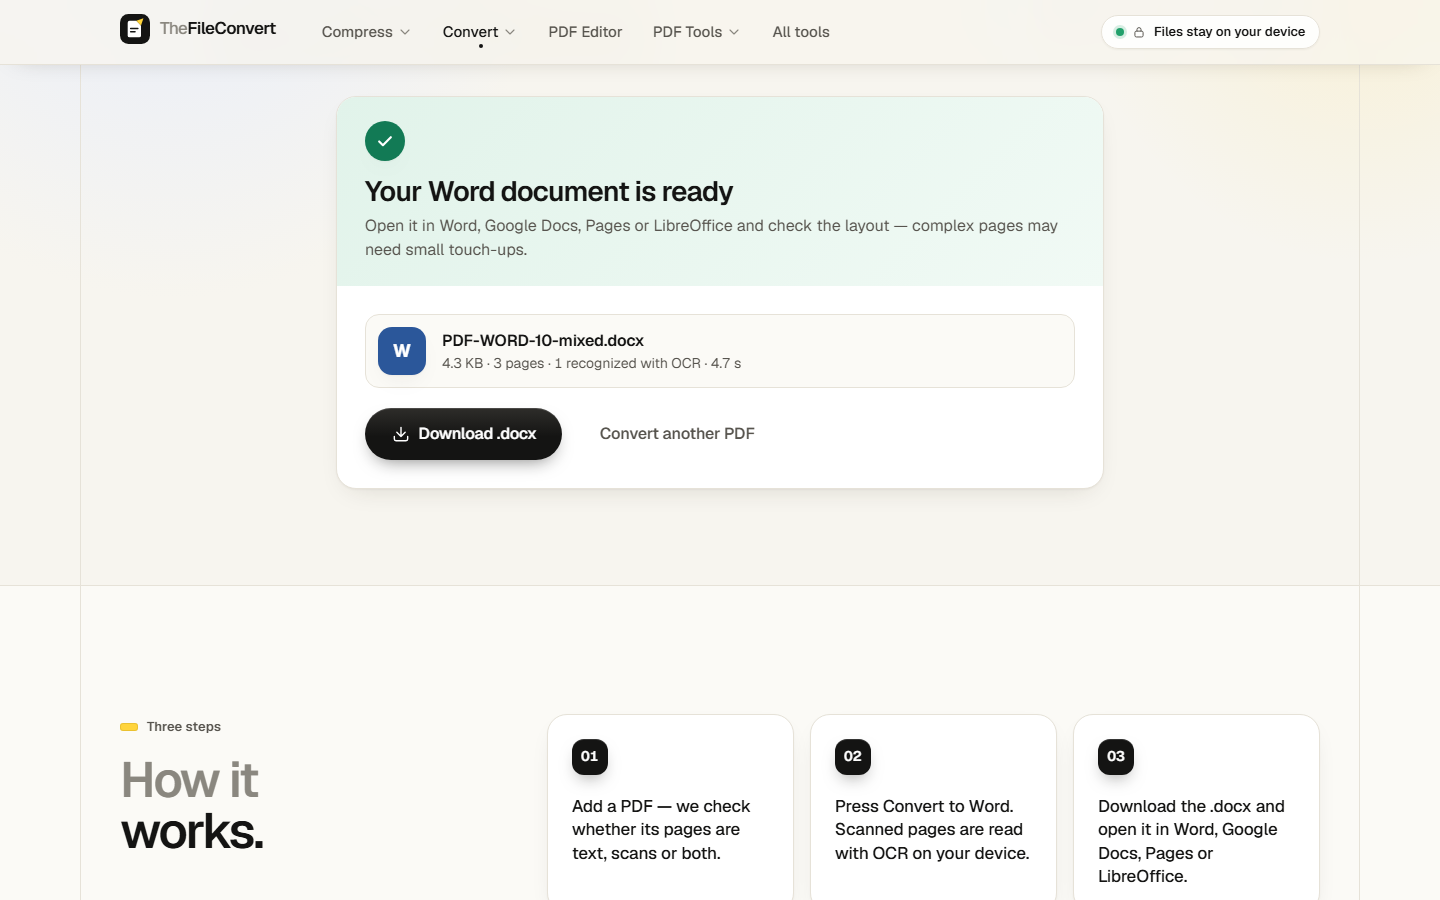 TheFileConvert
Compress
Convert
PDF Editor
PDF Tools
All tools
Files stay on your device
Your Word document is ready
Open it in Word, Google Docs, Pages or LibreOffice and check the layout — complex pages may
need small touch-ups.
W
PDF-WORD-10-mixed.docx
4.3 KB · 3 pages · 1 recognized with OCR · 4.7 s
Download .docx
Convert another PDF
Three steps
How it
works.
01
Add a PDF — we check
whether its pages are
text, scans or both.
02
Press Convert to Word.
Scanned pages are read
with OCR on your device.
03
Download the .docx and
open it in Word, Google
Docs, Pages or
LibreOffice.